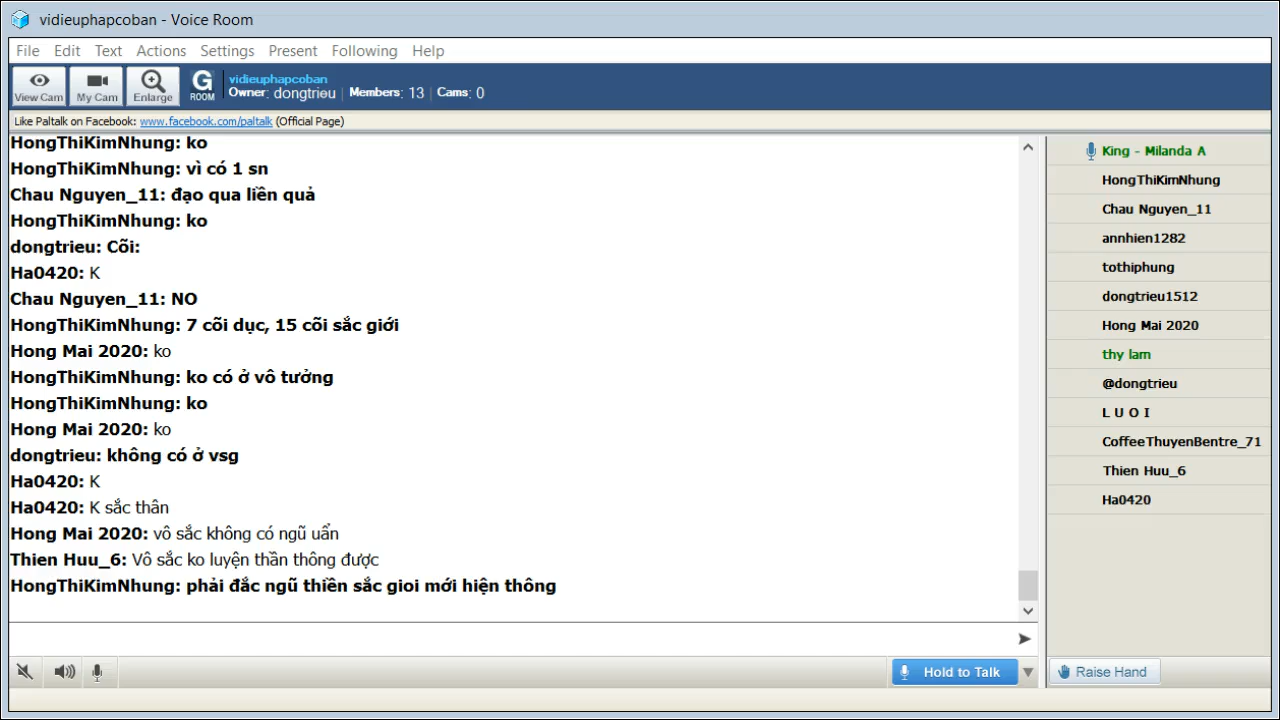 vidieuphapcoban - Voice Room
File Edit Text Actions Settings Present Following Help
View Cam My Cam Enlarge G ROOM
vidieuphapcoban
Owner: dongtrieu | Members: 13 | Cams: 0
Like Paltalk on Facebook: www.facebook.com/paltalk (Official Page)
HongThiKimNhung: ko
HongThiKimNhung: vì có 1 sn
Chau Nguyen_11: đạo qua liền quả
HongThiKimNhung: ko
dongtrieu: Cõi:
Ha0420: K
Chau Nguyen_11: NO
HongThiKimNhung: 7 cõi dục, 15 cõi sắc giới
Hong Mai 2020: ko
HongThiKimNhung: ko có ở vô tưởng
HongThiKimNhung: ko
Hong Mai 2020: ko
dongtrieu: không có ở vsg
Ha0420: K
Ha0420: K sắc thân
Hong Mai 2020: vô sắc không có ngũ uẩn
Thien Huu_6: Vô sắc ko luyện thần thông được
HongThiKimNhung: phải đắc ngũ thiền sắc gioi mới hiện thông
King - Milanda A
HongThiKimNhung
Chau Nguyen_11
annhien1282
tothiphung
dongtrieu1512
Hong Mai 2020
thy lam
@dongtrieu
L U O I
CoffeeThuyenBentre_71
Thien Huu_6
Ha0420
Hold to Talk
Raise Hand